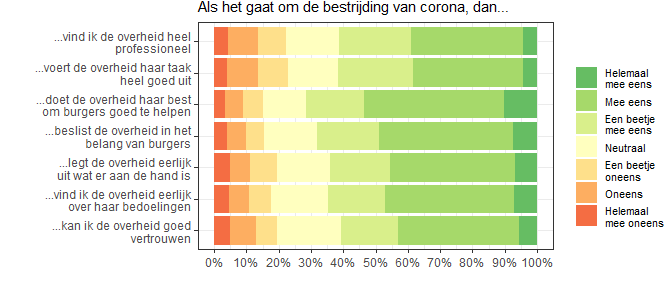 Als het gaat om de bestrijding van corona, dan...
...vind ik de overheid heel
professioneel
...voert de overheid haar taak
heel goed uit
...doet de overheid haar best
om burgers goed te helpen
...beslist de overheid in het
belang van burgers
...legt de overheid eerlijk
uit wat er aan de hand is
...vind ik de overheid eerlijk
over haar bedoelingen
...kan ik de overheid goed
vertrouwen
0% 10% 20% 30% 40% 50% 60% 70% 80% 90% 100%
Helemaal
mee eens
Mee eens
Een beetje
mee eens
Neutraal
Een beetje
oneens
Oneens
Helemaal
mee oneens